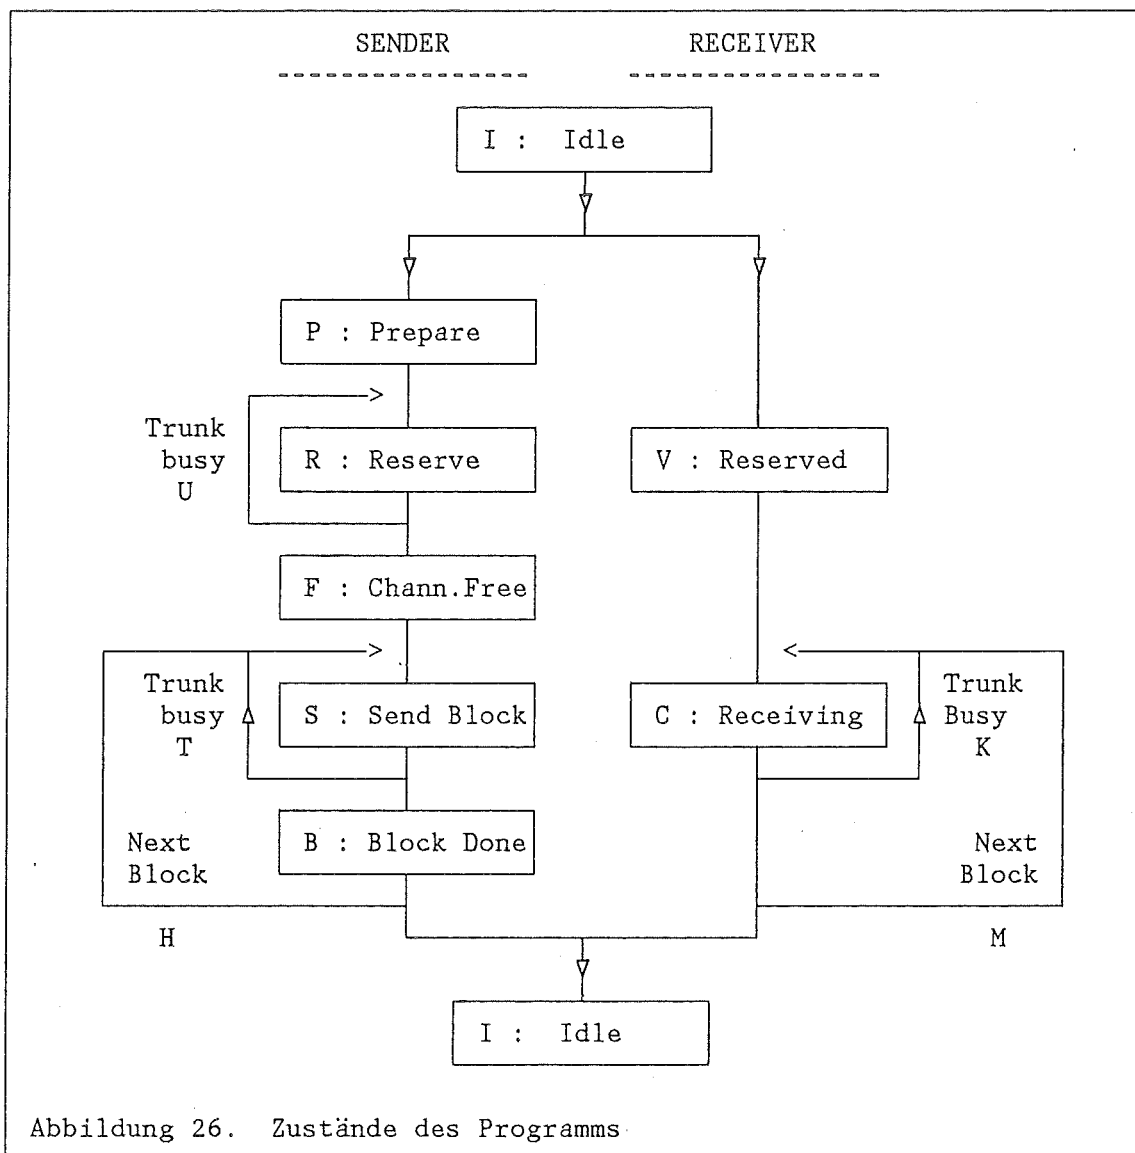 SENDER RECEIVER
I : Idle
P : Prepare
Trunk
busy
U
R : Reserve
V : Reserved
F : Chann.Free
Trunk
busy
T
S : Send Block
C : Receiving
Trunk
Busy
K
Next
Block
B : Block Done
Next
Block
H
M
I : Idle
Abbildung 26. Zustände des Programms